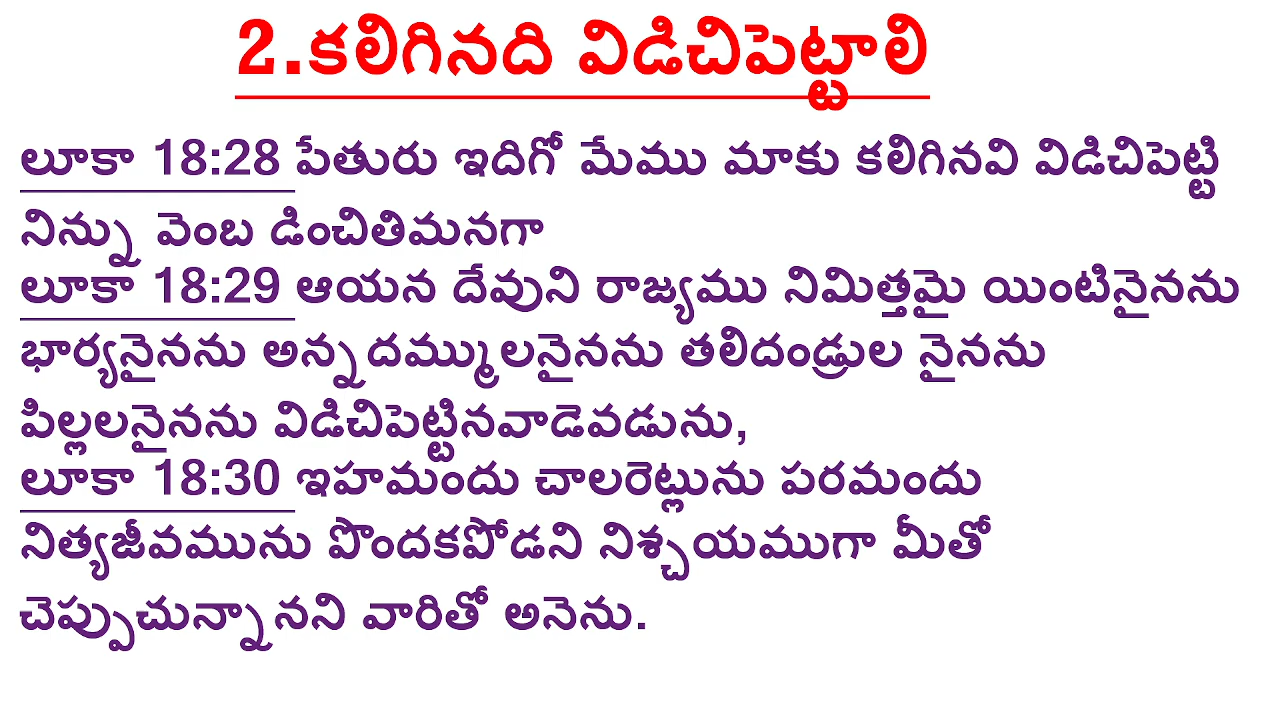 2.కలిగినది విడిచిపెట్టాలి
లూకా 18:28 పేతురు ఇదిగో మేము మాకు కలిగినవి విడిచిపెట్టి
నిన్ను వెంబ డించితిమనగా
లూకా 18:29 ఆయన దేవుని రాజ్యము నిమిత్తమై యింటినైనను
భార్యనైనను అన్నదమ్ములనైనను తలిదండ్రుల నైనను
పిల్లలనైనను విడిచిపెట్టినవాడెవడును,
లూకా 18:30 ఇహమందు చాలరెట్లును పరమందు
నిత్యజీవమును పొందకపోడని నిశ్చయముగా మీతో
చెప్పుచున్నానని వారితో అనెను.